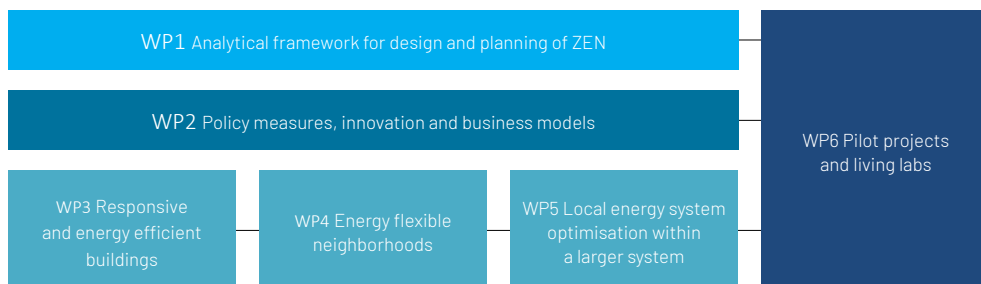 WP1 Analytical framework for design and planning of ZEN
WP2 Policy measures, innovation and business models
WP3 Responsive
and energy efficient
buildings
WP4 Energy flexible
neighborhoods
WP5 Local energy system
optimisation within
a larger system
WP6 Pilot projects
and living labs